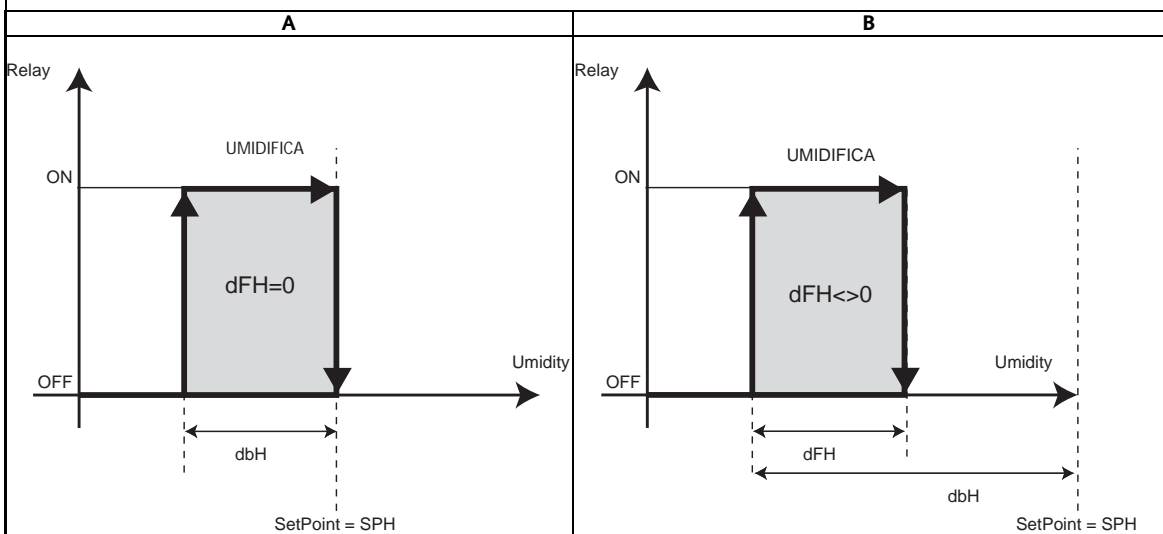 A
B
Relay
UMIDIFICA
ON
dFH=0
Umidity
OFF
dbH
SetPoint = SPH
Relay
UMIDIFICA
ON
dFH<>0
Umidity
OFF
dFH
dbH
SetPoint = SPH